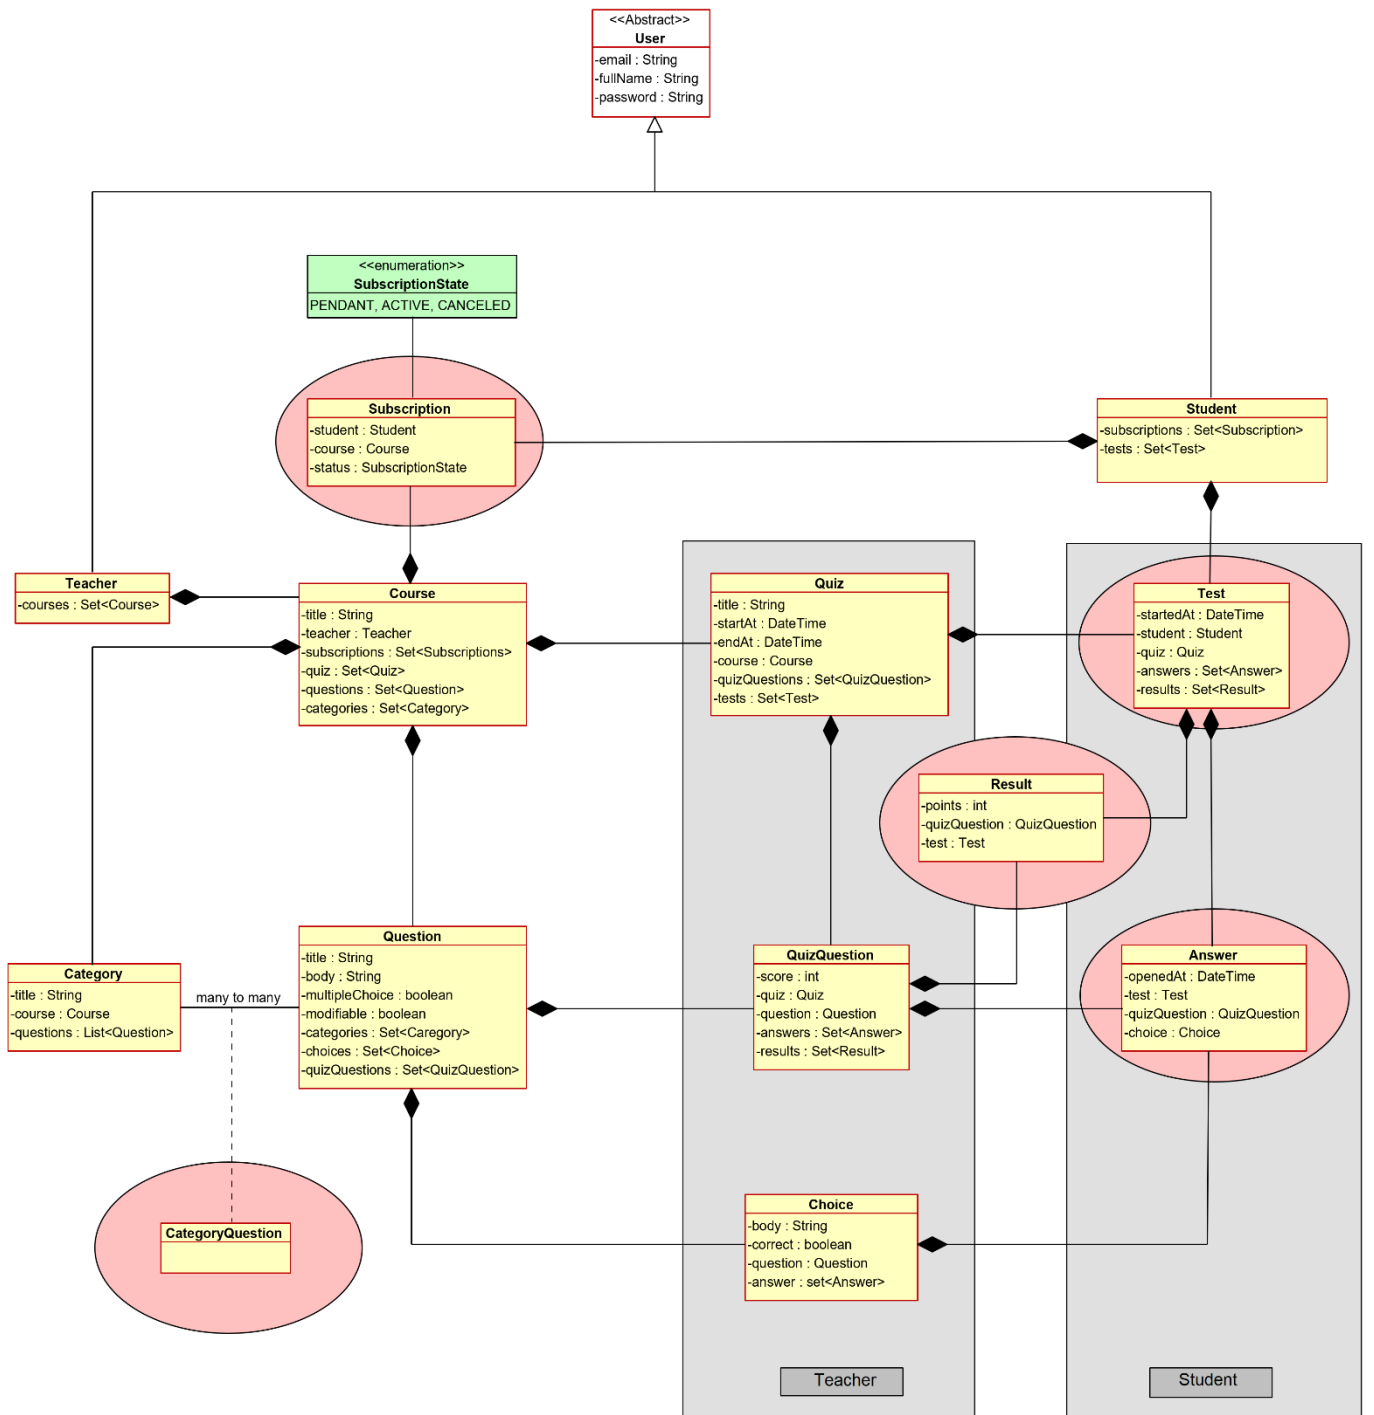 <<Abstract>>
User
-email : String
-fullName : String
-password : String
<<enumeration>>
SubscriptionState
PENDANT, ACTIVE, CANCELED
Subscription
-student : Student
-course : Course
-status : SubscriptionState
Student
-subscriptions : Set<Subscription>
-tests : Set<Test>
Teacher
-courses : Set<Course>
Course
-title : String
-teacher : Teacher
-subscriptions : Set<Subscriptions>
-quiz : Set<Quiz>
-questions : Set<Question>
-categories : Set<Category>
Quiz
-title : String
-startAt : DateTime
-endAt : DateTime
-course : Course
-quizQuestions : Set<QuizQuestion>
-tests : Set<Test>
Test
-startedAt : DateTime
-student : Student
-quiz : Quiz
-answers : Set<Answer>
-results : Set<Result>
Result
-points : int
-quizQuestion : QuizQuestion
-test : Test
Category
-title : String
-course : Course
-questions : List<Question>
many to many
Question
-title : String
-body : String
-multipleChoice : boolean
-modifiable : boolean
-categories : Set<Caregory>
-choices : Set<Choice>
-quizQuestions : Set<QuizQuestion>
QuizQuestion
-score : int
-quiz : Quiz
-question : Question
-answers : Set<Answer>
-results : Set<Result>
Answer
-openedAt : DateTime
-test : Test
-quizQuestion : QuizQuestion
-choice : Choice
CategoryQuestion
Choice
-body : String
-correct : boolean
-question : Question
-answer : set<Answer>
Teacher
Student